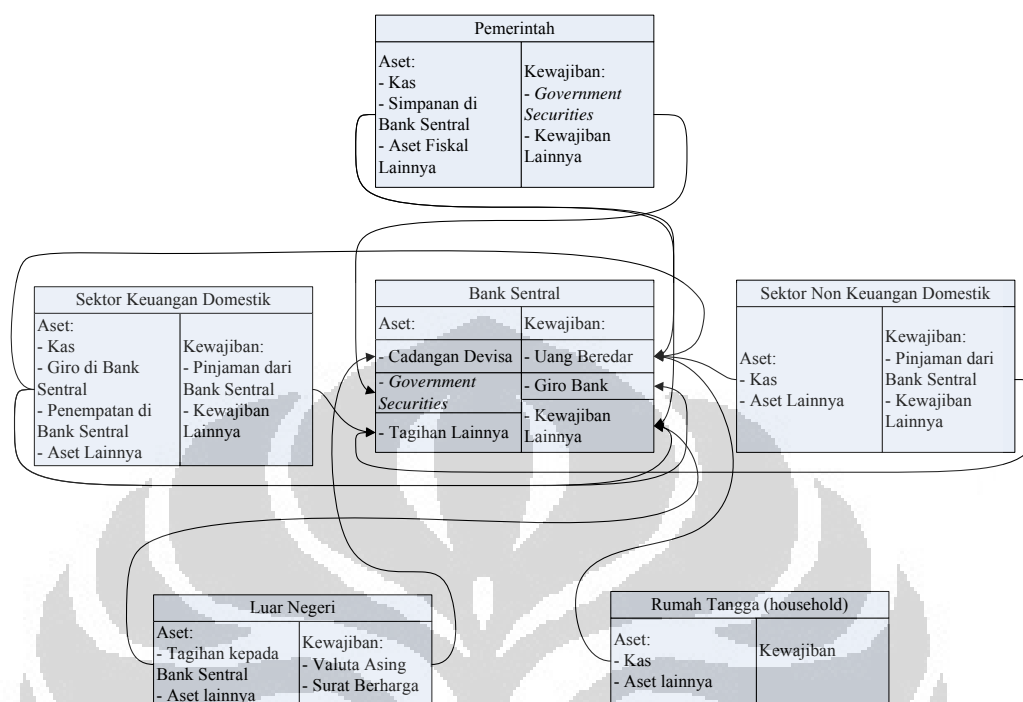 Pemerintah
Aset:
- Kas
- Simpanan di
Bank Sentral
- Aset Fiskal
Lainnya
Kewajiban:
- Government
Securities
- Kewajiban
Lainnya
Sektor Keuangan Domestik
Aset:
- Kas
- Giro di Bank
Sentral
- Penempatan di
Bank Sentral
- Aset Lainnya
Kewajiban:
- Pinjaman dari
Bank Sentral
- Kewajiban
Lainnya
Bank Sentral
Aset:
- Cadangan Devisa
- Government
Securities
- Tagihan Lainnya
Kewajiban:
- Uang Beredar
- Giro Bank
- Kewajiban
Lainnya
Sektor Non Keuangan Domestik
Aset:
- Kas
- Aset Lainnya
Kewajiban:
- Pinjaman dari
Bank Sentral
- Kewajiban
Lainnya
Luar Negeri
Aset:
- Tagihan kepada
Bank Sentral
- Aset lainnya
Kewajiban:
- Valuta Asing
- Surat Berharga
Rumah Tangga (household)
Aset:
- Kas
- Aset lainnya
Kewajiban